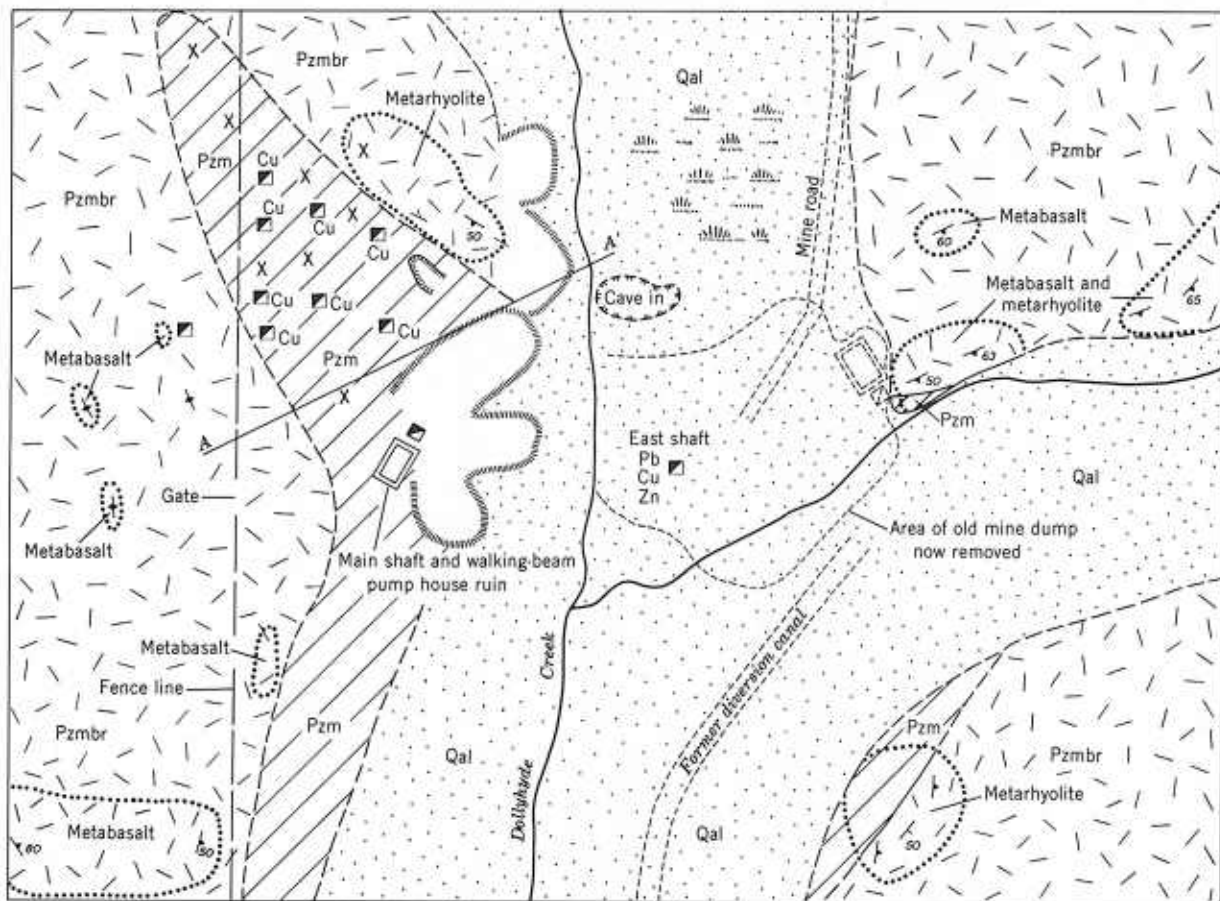 Pzmbr
Metarhyolite
Qal
Pzmbr
Pzm
Cu
Cu
Cu
Cu
Pzmbr
50
Mine road
Metabasalt
60
A
Metabasalt and
metarhyolite
65
Cave in
Cu
Cu
Cu
Cu
Metabasalt
Pzm
63
50
Pzm
A
East shaft
Pb
Cu
Zn
Qal
Gate
Metabasalt
Area of old mine dump
now removed
Main shaft and walking-beam
pump house ruin
Metabasalt
Creek
Fence line
Former diversion canal
Pzm
Pzm
Pzmbr
Qal
Pzmbr
Metarhyolite
Dollyhyde
Metabasalt
Qal
80
50
50